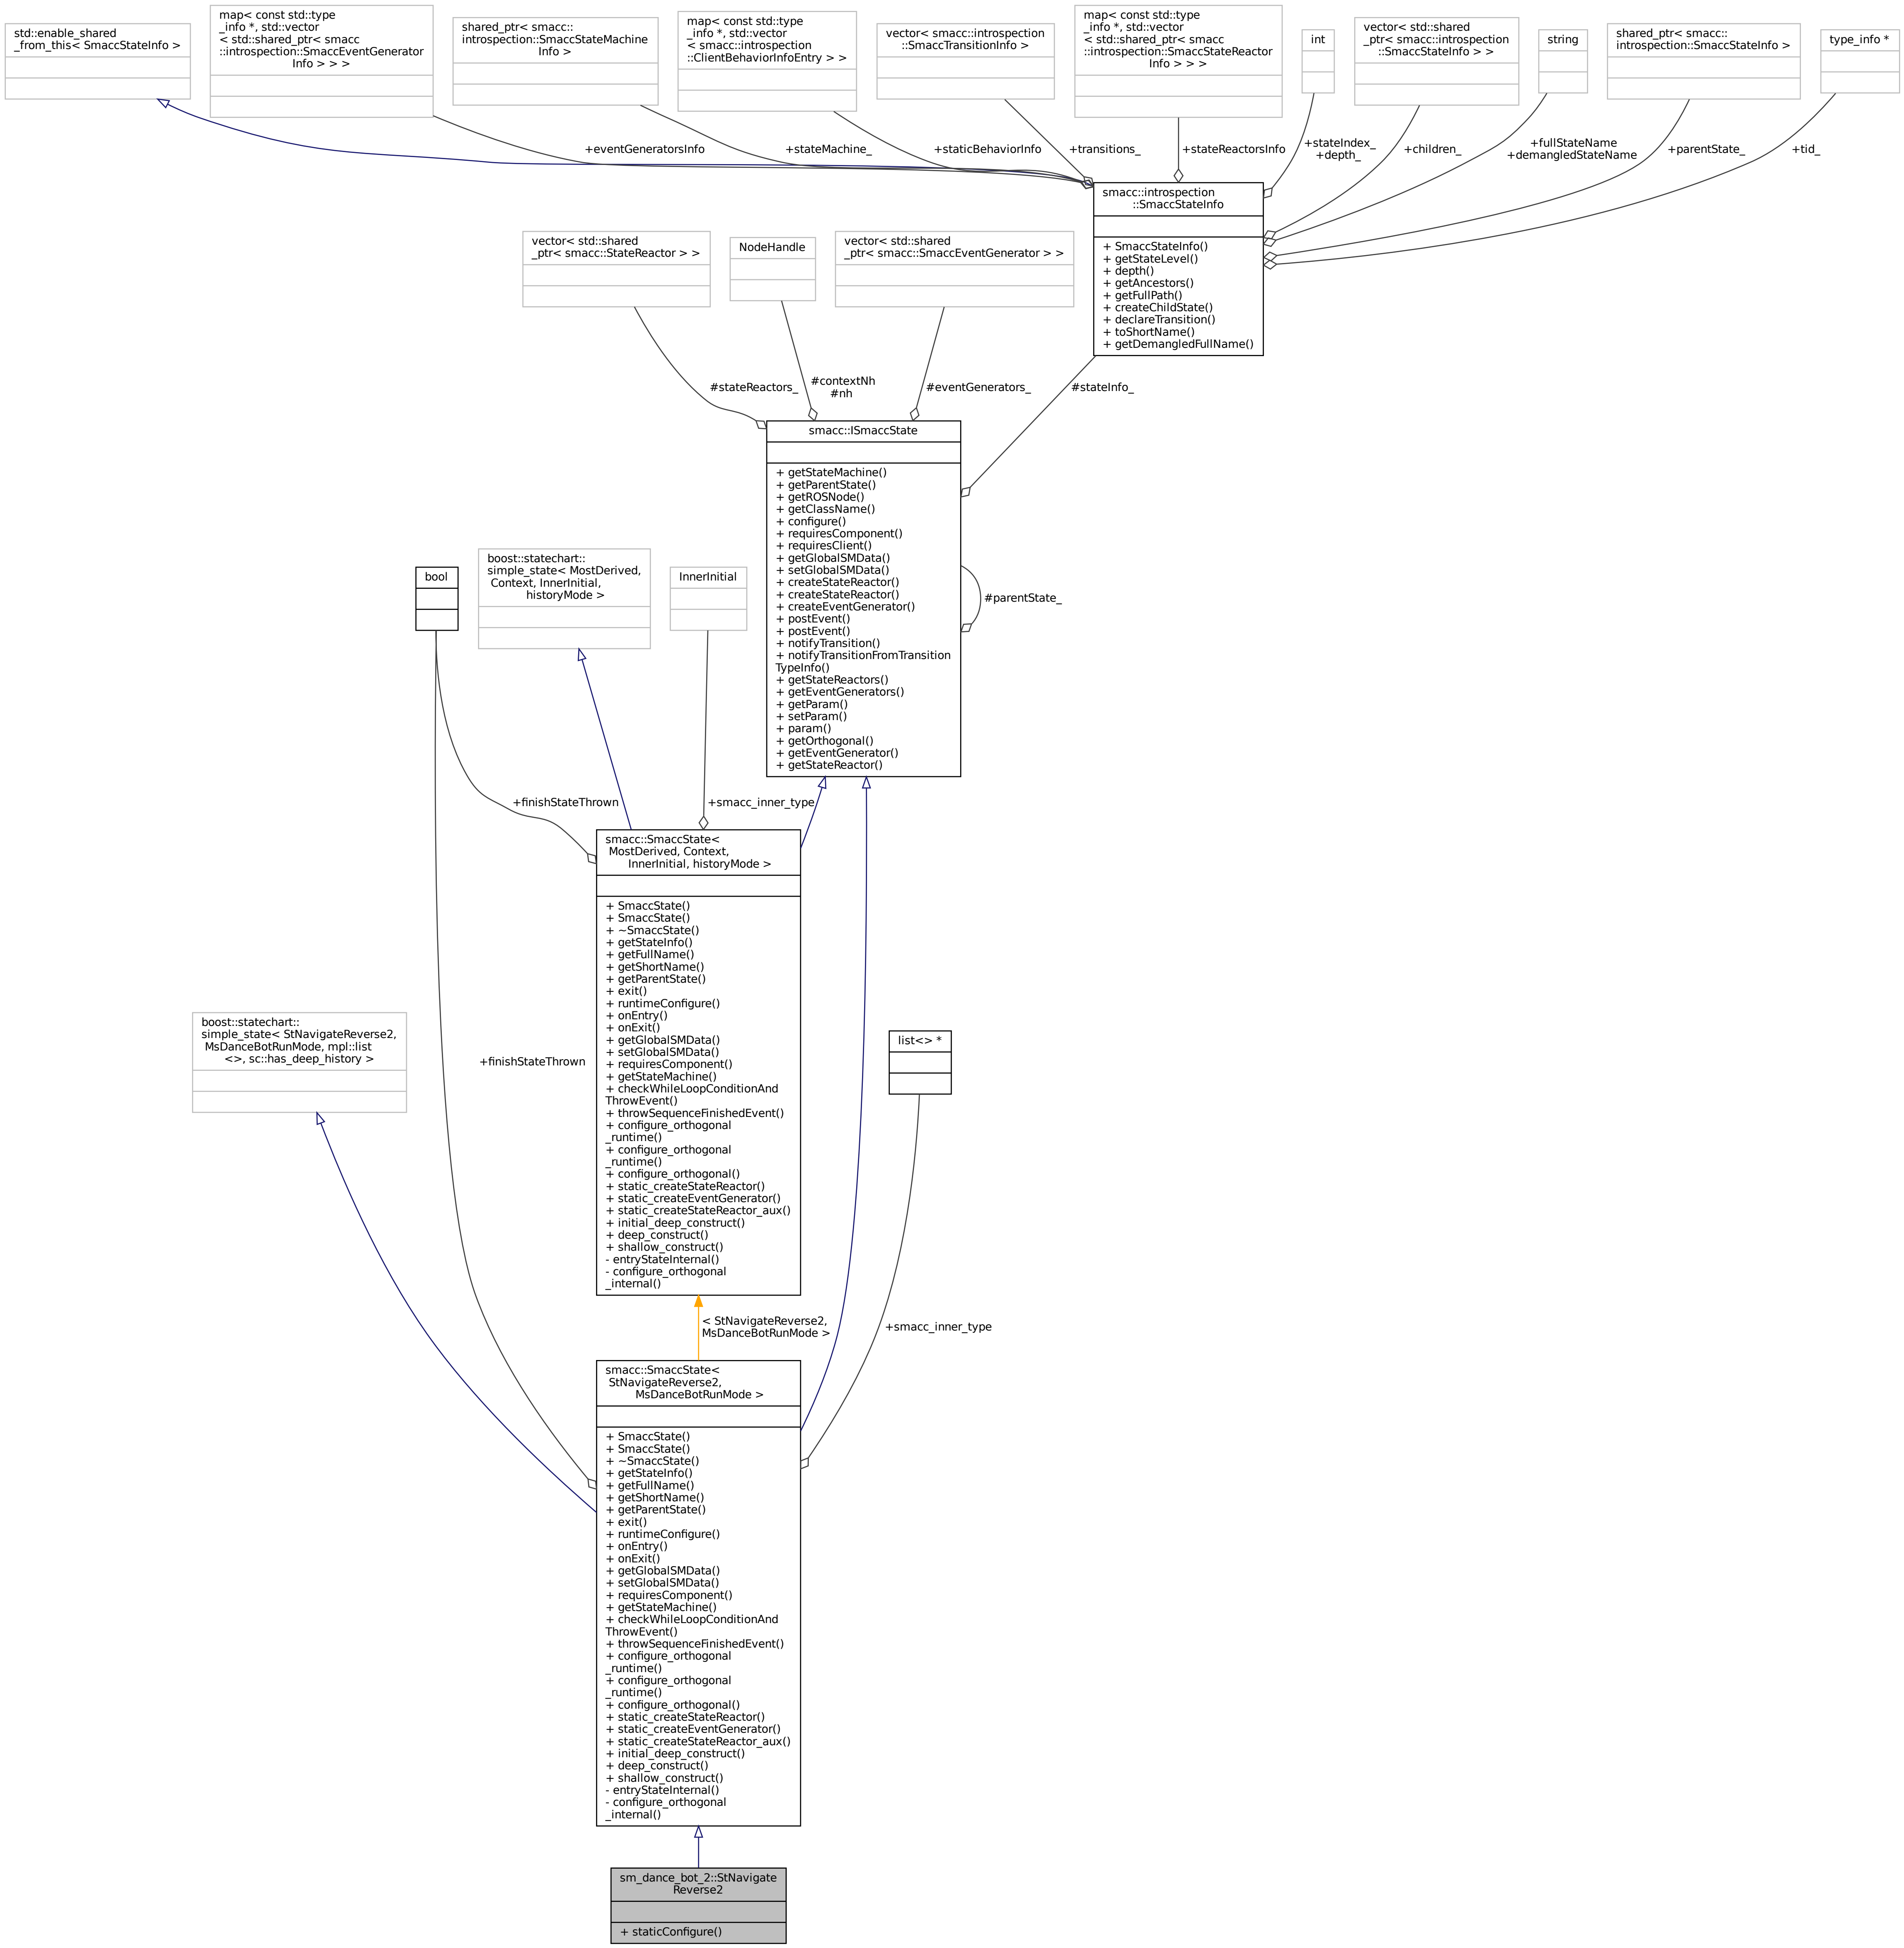 std::enable_shared
_from_this< SmaccStateInfo >
map< const std::type
_info *, std::vector
< std::shared_ptr< smacc
::introspection::SmaccEventGenerator
Info > > >
shared_ptr< smacc::
introspection::SmaccStateMachine
Info >
map< const std::type
_info *, std::vector
< smacc::introspection
::ClientBehaviorInfoEntry > >
vector< smacc::introspection
::SmaccTransitionInfo >
map< const std::type
_info *, std::vector
< std::shared_ptr< smacc
::introspection::SmaccStateReactor
Info > > >
int
vector< std::shared
_ptr< smacc::introspection
::SmaccStateInfo > >
string
shared_ptr< smacc::
introspection::SmaccStateInfo >
type_info *
+eventGeneratorsInfo
+stateMachine_
+staticBehaviorInfo
+transitions_
+stateReactorsInfo
+stateIndex_
+depth_
+children_
+fullStateName
+demangledStateName
+parentState_
+tid_
smacc::introspection
::SmaccStateInfo
+ SmaccStateInfo()
+ getStateLevel()
+ depth()
+ getAncestors()
+ getFullPath()
+ createChildState()
+ declareTransition()
+ toShortName()
+ getDemangledFullName()
vector< std::shared
_ptr< smacc::StateReactor > >
NodeHandle
vector< std::shared
_ptr< smacc::SmaccEventGenerator > >
#stateReactors_
#contextNh
#nh
#eventGenerators_
#stateInfo_
smacc::ISmaccState
+ getStateMachine()
+ getParentState()
+ getROSNode()
+ getClassName()
+ configure()
+ requiresComponent()
+ requiresClient()
+ getGlobalSMData()
+ setGlobalSMData()
+ createStateReactor()
+ createStateReactor()
+ createEventGenerator()
+ postEvent()
+ postEvent()
+ notifyTransition()
+ notifyTransitionFromTransition
TypeInfo()
+ getStateReactors()
+ getEventGenerators()
+ getParam()
+ setParam()
+ param()
+ getOrthogonal()
+ getEventGenerator()
+ getStateReactor()
#parentState_
bool
boost::statechart::
simple_state< MostDerived,
Context, InnerInitial,
historyMode >
InnerInitial
+finishStateThrown
+smacc_inner_type
smacc::SmaccState<
MostDerived, Context,
InnerInitial, historyMode >
+ SmaccState()
+ SmaccState()
+ ~SmaccState()
+ getStateInfo()
+ getFullName()
+ getShortName()
+ getParentState()
+ exit()
+ runtimeConfigure()
+ onEntry()
+ onExit()
+ getGlobalSMData()
+ setGlobalSMData()
+ requiresComponent()
+ getStateMachine()
+ checkWhileLoopConditionAnd
ThrowEvent()
+ throwSequenceFinishedEvent()
+ configure_orthogonal
_runtime()
+ configure_orthogonal
_runtime()
+ configure_orthogonal()
+ static_createStateReactor()
+ static_createEventGenerator()
+ static_createStateReactor_aux()
+ initial_deep_construct()
+ deep_construct()
+ shallow_construct()
- entryStateInternal()
- configure_orthogonal
_internal()
boost::statechart::
simple_state< StNavigateReverse2,
MsDanceBotRunMode, mpl::list
<>, sc::has_deep_history >
+finishStateThrown
list<> *
< StNavigateReverse2,
MsDanceBotRunMode >
+smacc_inner_type
smacc::SmaccState<
StNavigateReverse2,
MsDanceBotRunMode >
+ SmaccState()
+ SmaccState()
+ ~SmaccState()
+ getStateInfo()
+ getFullName()
+ getShortName()
+ getParentState()
+ exit()
+ runtimeConfigure()
+ onEntry()
+ onExit()
+ getGlobalSMData()
+ setGlobalSMData()
+ requiresComponent()
+ getStateMachine()
+ checkWhileLoopConditionAnd
ThrowEvent()
+ throwSequenceFinishedEvent()
+ configure_orthogonal
_runtime()
+ configure_orthogonal
_runtime()
+ configure_orthogonal()
+ static_createStateReactor()
+ static_createEventGenerator()
+ static_createStateReactor_aux()
+ initial_deep_construct()
+ deep_construct()
+ shallow_construct()
- entryStateInternal()
- configure_orthogonal
_internal()
sm_dance_bot_2::StNavigate
Reverse2
+ staticConfigure()